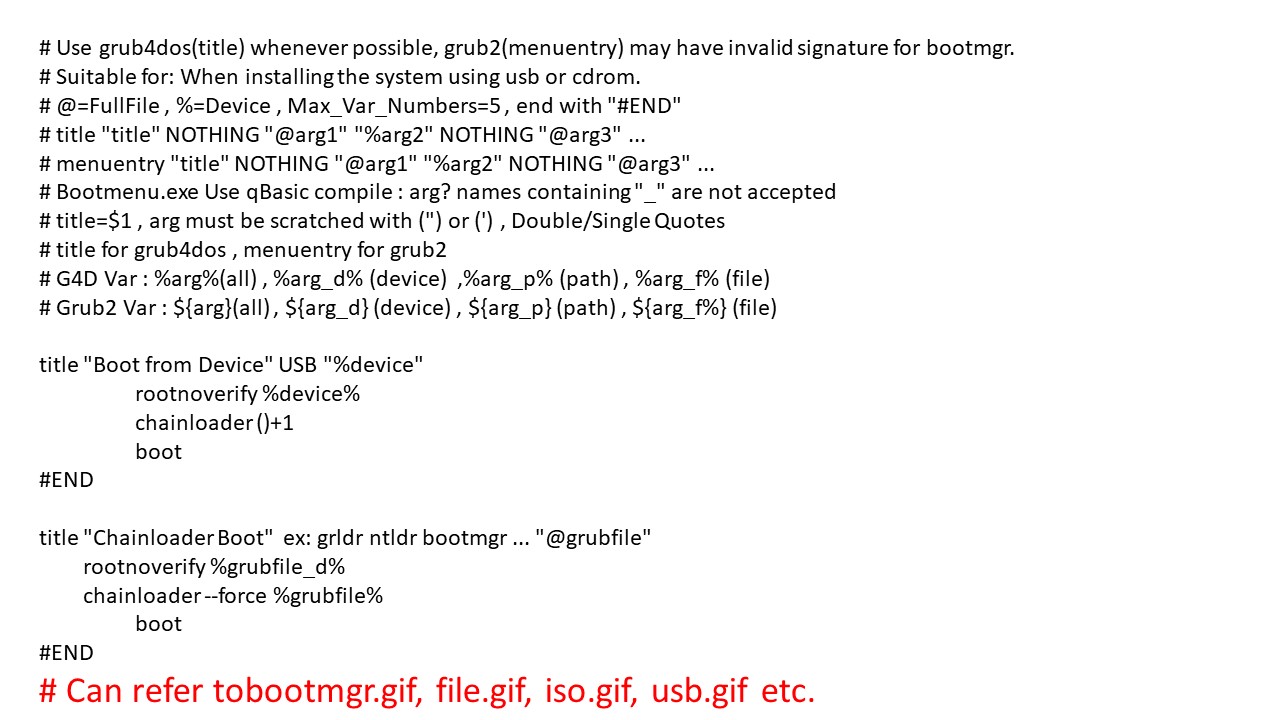 # Use grub4dos(title) whenever possible, grub2(menuentry) may have invalid signature for bootmgr.
# Suitable for: When installing the system using usb or cdrom.
# @=FullFile , %=Device , Max_Var_Numbers=5 , end with "#END"
# title "title" NOTHING "@arg1" "%arg2" NOTHING "@arg3" ...
# menuentry "title" NOTHING "@arg1" "%arg2" NOTHING "@arg3" ...
# Bootmenu.exe Use qBasic compile : arg? names containing "_" are not accepted
# title=$1 , arg must be scratched with (") or (') , Double/Single Quotes
# title for grub4dos , menuentry for grub2
# G4D Var : %arg%(all) , %arg_d% (device) ,%arg_p% (path) , %arg_f% (file)
# Grub2 Var : ${arg}(all) , ${arg_d} (device) , ${arg_p} (path) , ${arg_f%} (file)
title "Boot from Device" USB "%device"
rootnoverify %device%
chainloader ()+1
boot
#END
title "Chainloader Boot" ex: grldr ntldr bootmgr ... "@grubfile"
rootnoverify %grubfile_d%
chainloader --force %grubfile%
boot
#END
# Can refer tobootmgr.gif, file.gif, iso.gif, usb.gif etc.